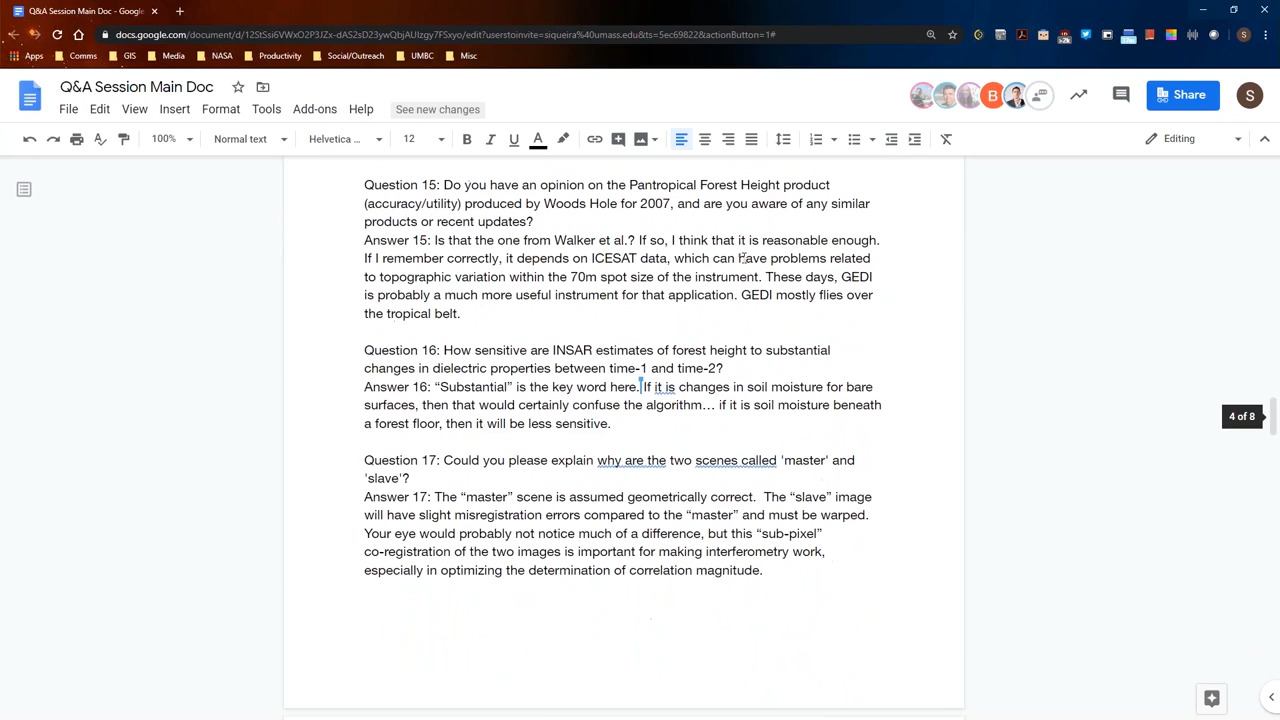 Q&A Session Main Doc - Google
docs.google.com/document/d/12StSsi6VWxO2P3JZx-dAS2sD23ywQbjAUIzgy7FSxyo/edit?userstoinvite=siqueira%40umass.edu&ts=5ec69822&actionButton=1#
Apps Comms GIS Media NASA Productivity Social/Outreach UMBC Misc
Q&A Session Main Doc
File Edit View Insert Format Tools Add-ons Help See new changes
B Share S
100% Normal text Helvetica ... 12 B I U A Editing
Question 15: Do you have an opinion on the Pantropical Forest Height product
(accuracy/utility) produced by Woods Hole for 2007, and are you aware of any similar
products or recent updates?
Answer 15: Is that the one from Walker et al.? If so, I think that it is reasonable enough.
If I remember correctly, it depends on ICESAT data, which can have problems related
to topographic variation within the 70m spot size of the instrument. These days, GEDI
is probably a much more useful instrument for that application. GEDI mostly flies over
the tropical belt.
Question 16: How sensitive are INSAR estimates of forest height to substantial
changes in dielectric properties between time-1 and time-2?
Answer 16: “Substantial” is the key word here. If it is changes in soil moisture for bare
surfaces, then that would certainly confuse the algorithm… if it is soil moisture beneath
a forest floor, then it will be less sensitive.
4 of 8
Question 17: Could you please explain why are the two scenes called 'master' and
'slave'?
Answer 17: The “master” scene is assumed geometrically correct.  The “slave” image
will have slight misregistration errors compared to the “master” and must be warped.
Your eye would probably not notice much of a difference, but this “sub-pixel”
co-registration of the two images is important for making interferometry work,
especially in optimizing the determination of correlation magnitude.